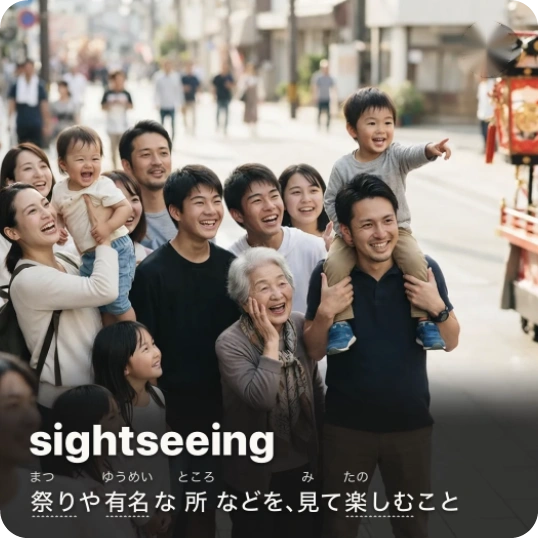 sightseeing
まつ ゆうめい ところ み たの
祭りや有名な所などを、見て楽しむこと